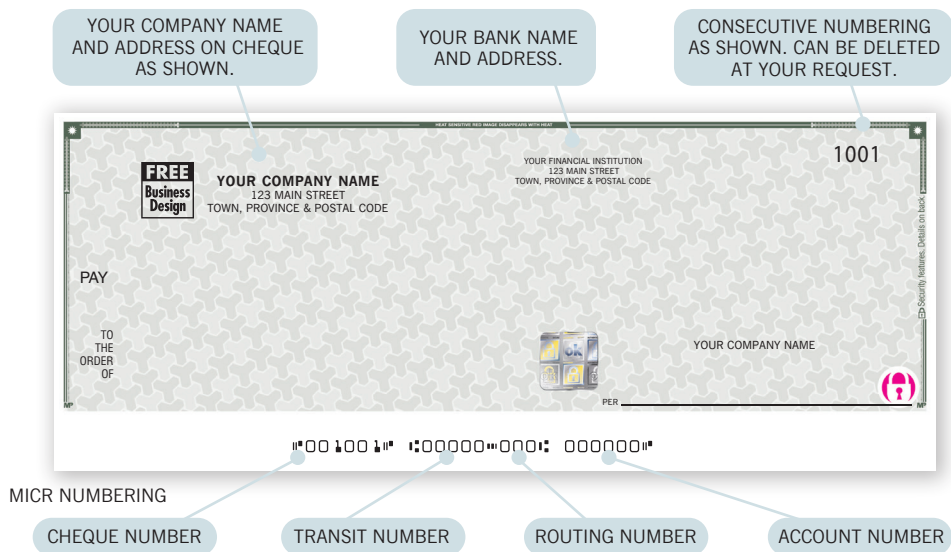 YOUR COMPANY NAME
AND ADDRESS ON CHEQUE
AS SHOWN.
YOUR BANK NAME
AND ADDRESS.
CONSECUTIVE NUMBERING
AS SHOWN. CAN BE DELETED
AT YOUR REQUEST.
HEAT SENSITIVE RED IMAGE DISAPPEARS WITH HEAT
FREE
Business
Design
YOUR COMPANY NAME
123 MAIN STREET
TOWN, PROVINCE & POSTAL CODE
YOUR FINANCIAL INSTITUTION
123 MAIN STREET
TOWN, PROVINCE & POSTAL CODE
1001
Security features. Details on back.
PAY
TO
THE
ORDER
OF
ok
YOUR COMPANY NAME
PER
MP
MP
⑈001001⑈ ⑆00000⑉000⑆ 000000⑈
MICR NUMBERING
CHEQUE NUMBER
TRANSIT NUMBER
ROUTING NUMBER
ACCOUNT NUMBER